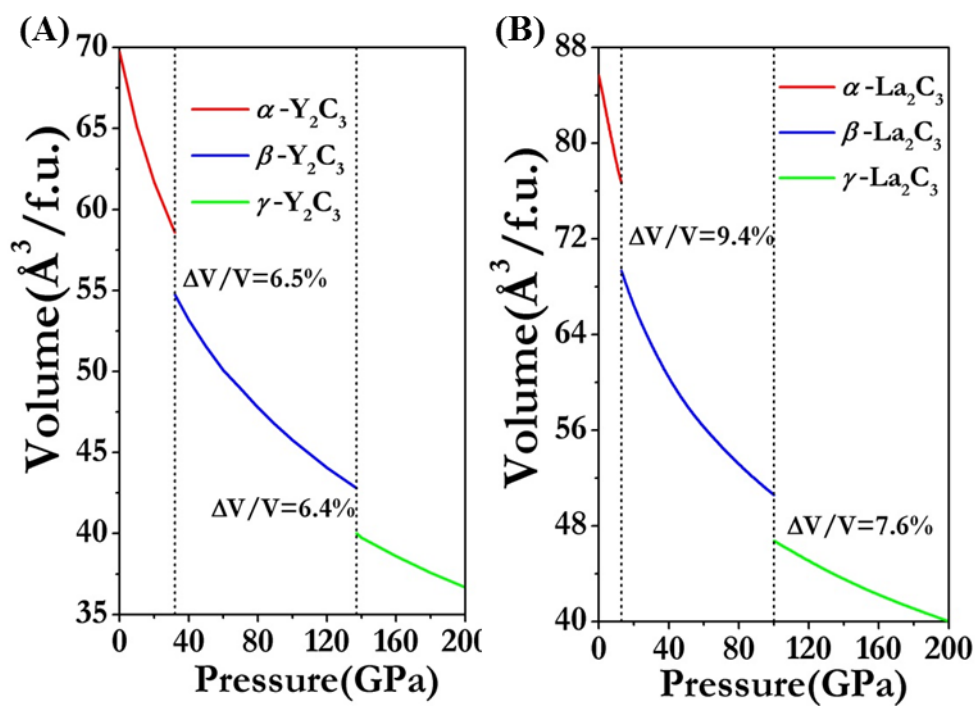 (A)
70
65
60
55
50
45
40
35
Volume(Å³/f.u.)
α-Y₂C₃
β-Y₂C₃
γ-Y₂C₃
ΔV/V=6.5%
ΔV/V=6.4%
0 40 80 120 160 200
Pressure(GPa)
(B)
88
80
72
64
56
48
40
Volume(Å³/f.u.)
α-La₂C₃
β-La₂C₃
γ-La₂C₃
ΔV/V=9.4%
ΔV/V=7.6%
0 40 80 120 160 200
Pressure(GPa)